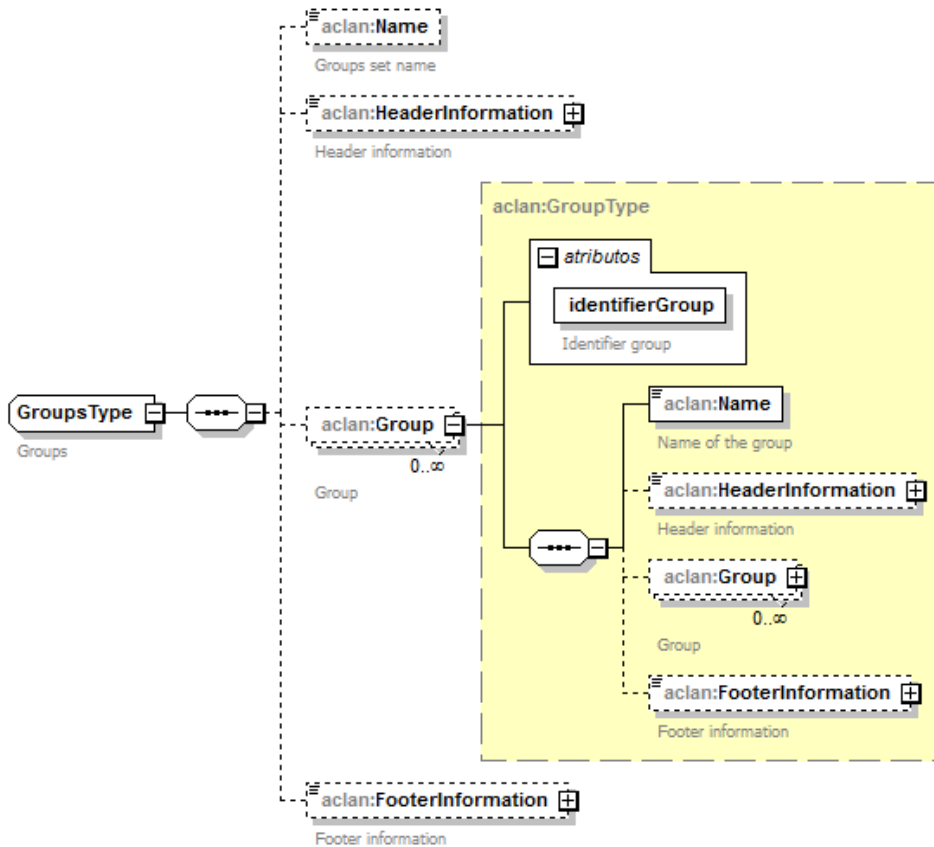 aclan:Name
Groups set name
aclan:HeaderInformation
Header information
aclan:GroupType
atributos
identifierGroup
Identifier group
GroupsType
Groups
aclan:Group
0..∞
Group
aclan:Name
Name of the group
aclan:HeaderInformation
Header information
aclan:Group
0..∞
Group
aclan:FooterInformation
Footer information
aclan:FooterInformation
Footer information